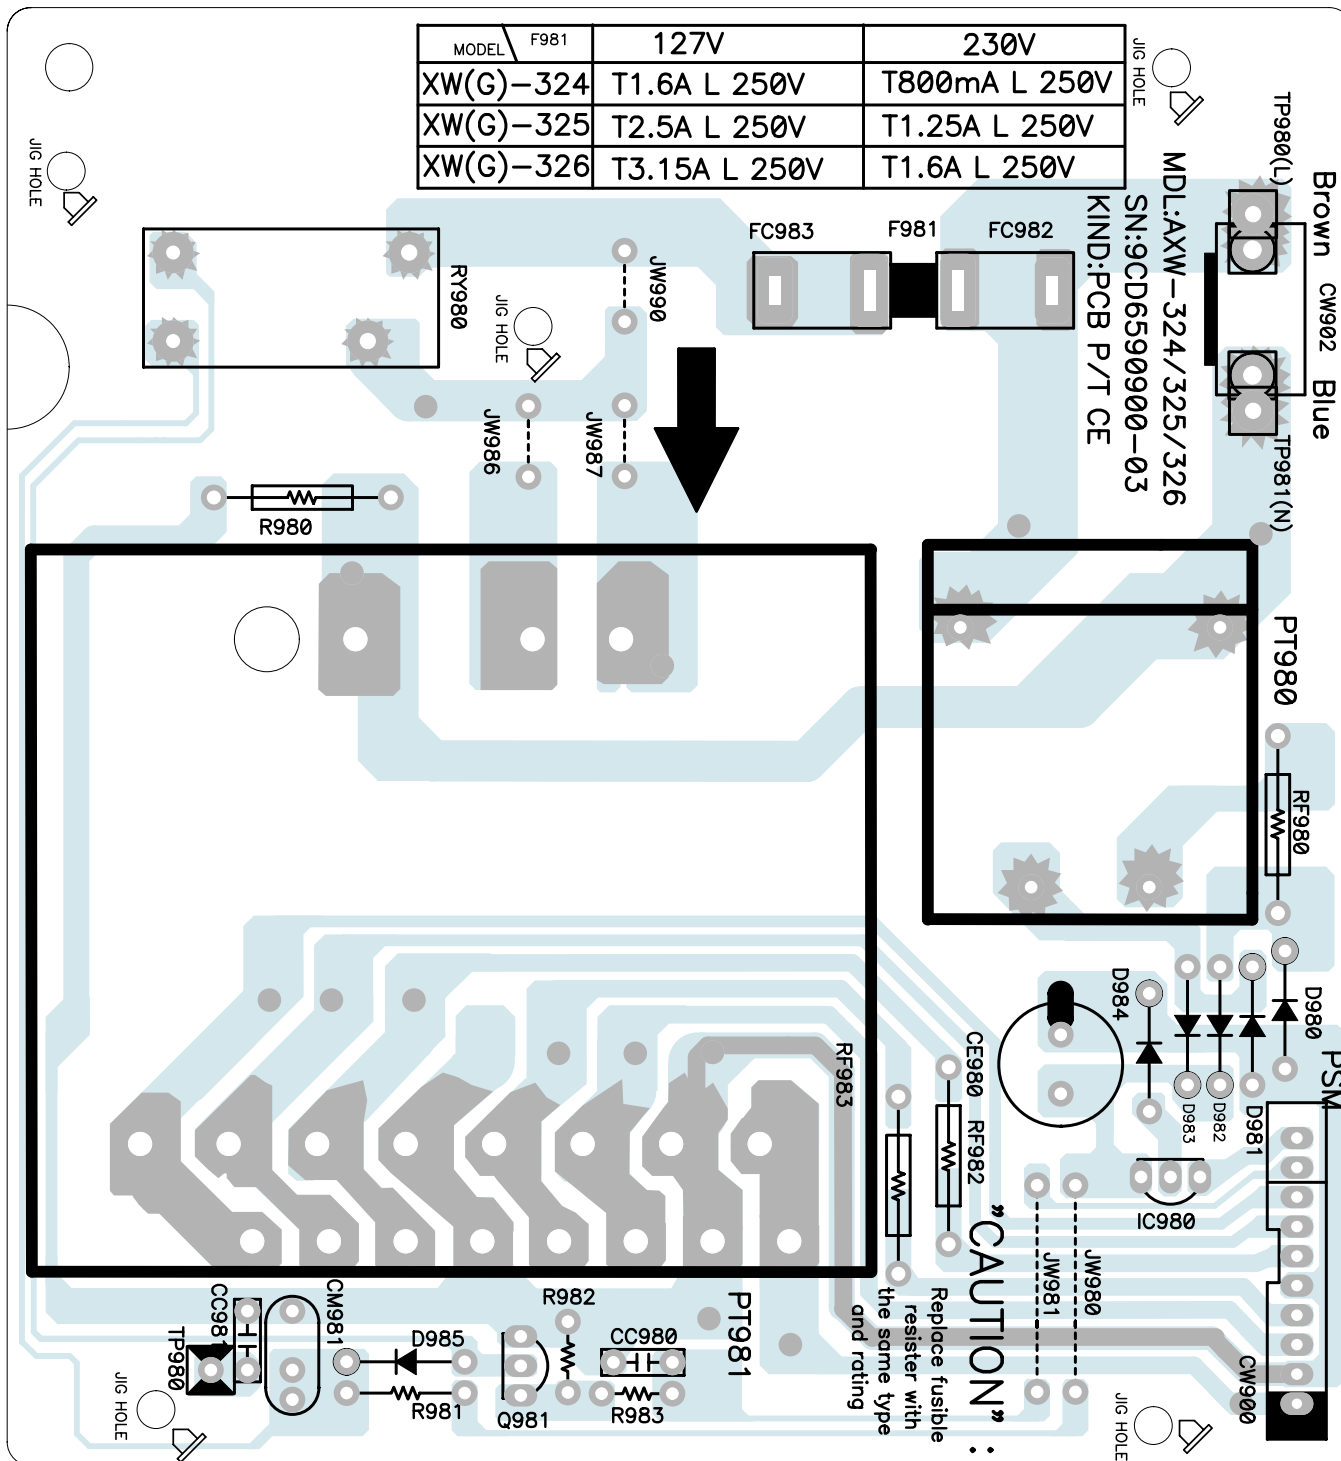 MODEL F981 127V 230V
XW(G)-324 T1.6A L 250V T800mA L 250V
XW(G)-325 T2.5A L 250V T1.25A L 250V
XW(G)-326 T3.15A L 250V T1.6A L 250V
JIG HOLE
JIG HOLE
TP980(L)
Brown
CW902
Blue
TP981(N)
MDL:AXW-324/325/326
SN:9CD6590900-03
KIND:PCB P/T CE
FC983
F981
FC982
RY980
JW990
JIG HOLE
JW986
JW987
R980
PT980
RF980
D984
D980
D983
D982
D981
PSM
CE980
RF983
RF982
IC980
JW981
JW980
"CAUTION" :
Replace fusible
resister with
the same type
and rating
CW900
PT981
R982
CC980
R983
Q981
D985
R981
CM981
CC981
TP980
JIG HOLE
JIG HOLE